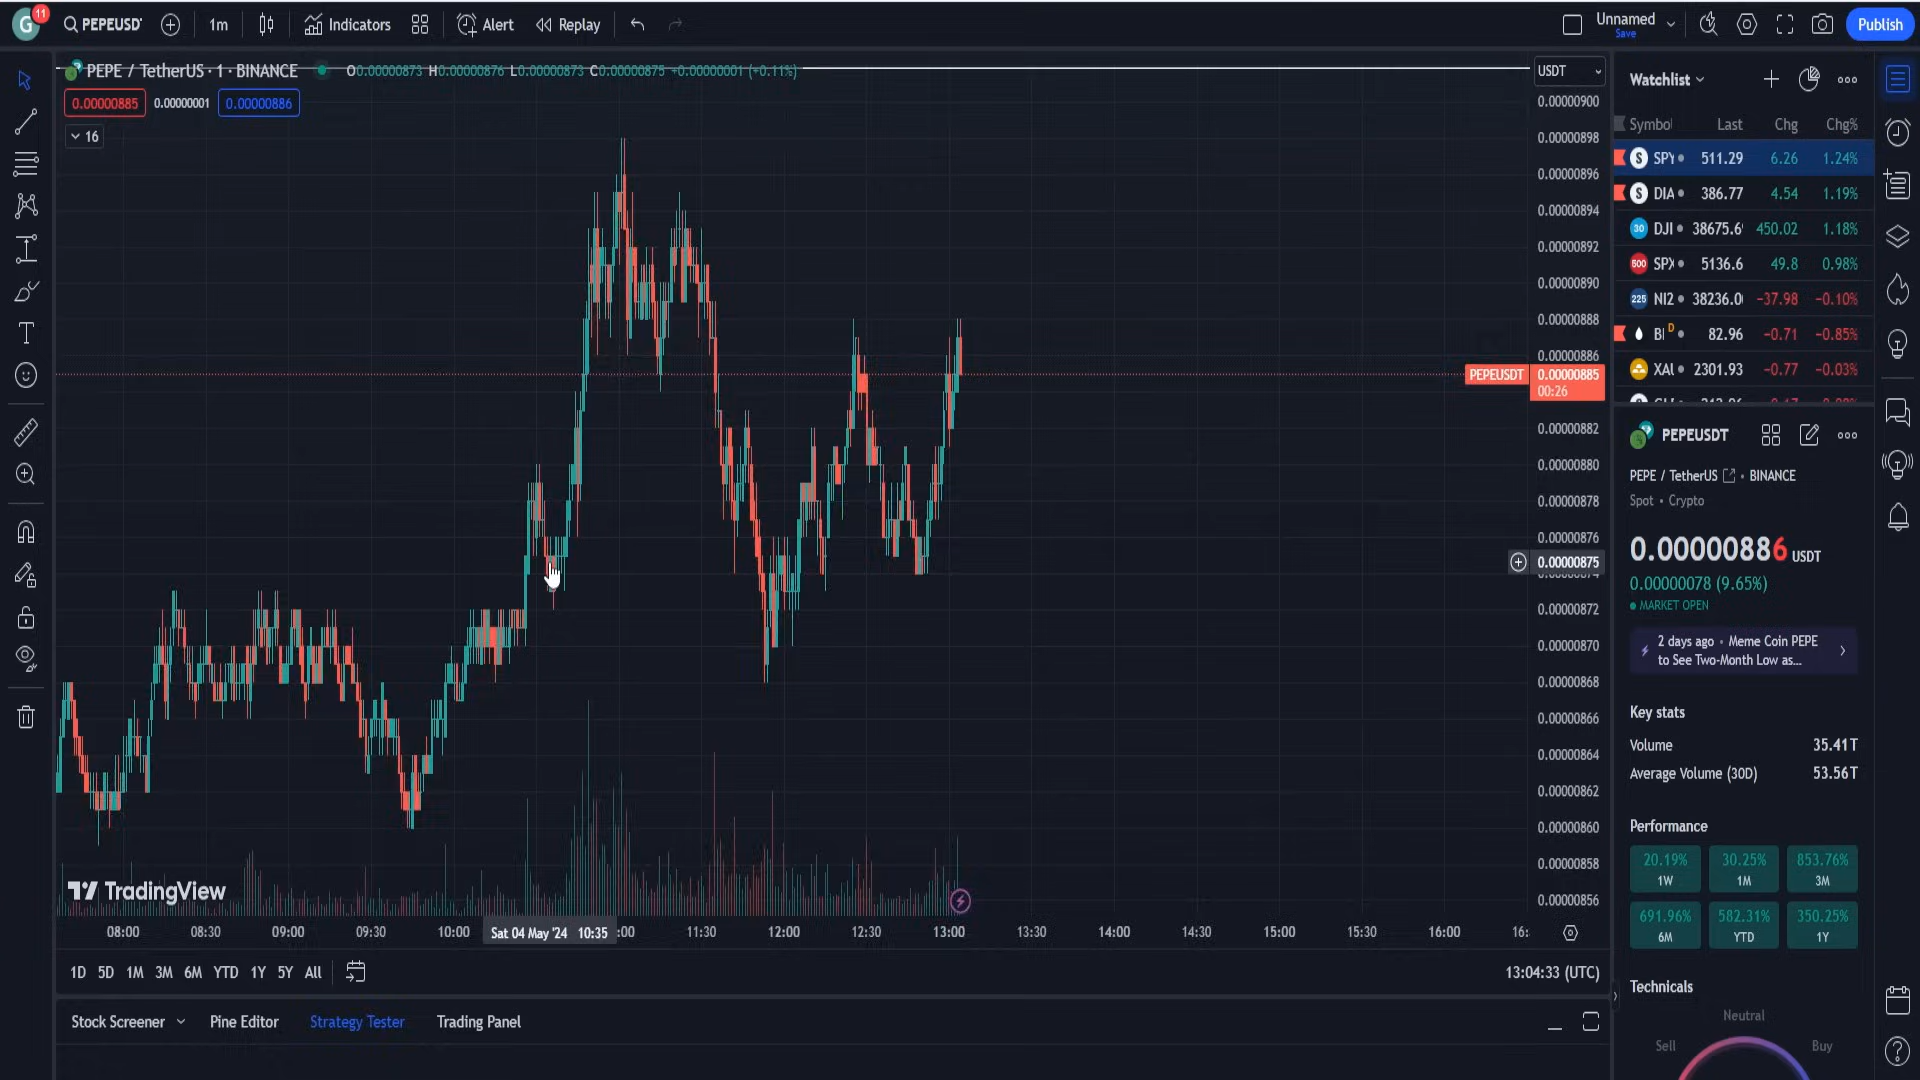 G 11 PEPEUSD 1m Indicators Alert Replay Unnamed Save Publish
PEPE / TetherUS · 1 · BINANCE O0.00000873 H0.00000876 L0.00000873 C0.00000875 +0.00000001 (+0.11%)
0.00000885 0.00000001 0.00000886
16
USDT
0.00000900
0.00000898
0.00000896
0.00000894
0.00000892
0.00000890
0.00000888
0.00000886
PEPEUSDT 0.00000885
00:26
0.00000882
0.00000880
0.00000878
0.00000876
0.00000875
0.00000872
0.00000870
0.00000868
0.00000866
0.00000864
0.00000862
0.00000860
0.00000858
0.00000856
TradingView
08:00 08:30 09:00 09:30 10:00 Sat 04 May '24 10:35 :00 11:30 12:00 12:30 13:00 13:30 14:00 14:30 15:00 15:30 16:00 16:
1D 5D 1M 3M 6M YTD 1Y 5Y All 13:04:33 (UTC)
Stock Screener Pine Editor Strategy Tester Trading Panel
Watchlist
Symbol Last Chg Chg%
S SPY 511.29 6.26 1.24%
S DIA 386.77 4.54 1.19%
30 DJI 38675.6 450.02 1.18%
500 SPX 5136.6 49.8 0.98%
225 NI2 38236.0 −37.98 −0.10%
D 82.96 −0.71 −0.85%
XAU 2301.93 −0.77 −0.03%
PEPEUSDT
PEPE / TetherUS • BINANCE
Spot • Crypto
0.00000886 USDT
0.00000078 (9.65%)
MARKET OPEN
2 days ago • Meme Coin PEPE
to See Two-Month Low as...
Key stats
Volume 35.41T
Average Volume (30D) 53.56T
Performance
20.19% 30.25% 853.76%
1W 1M 3M
691.96% 582.31% 350.25%
6M YTD 1Y
Technicals
Neutral
Sell Buy